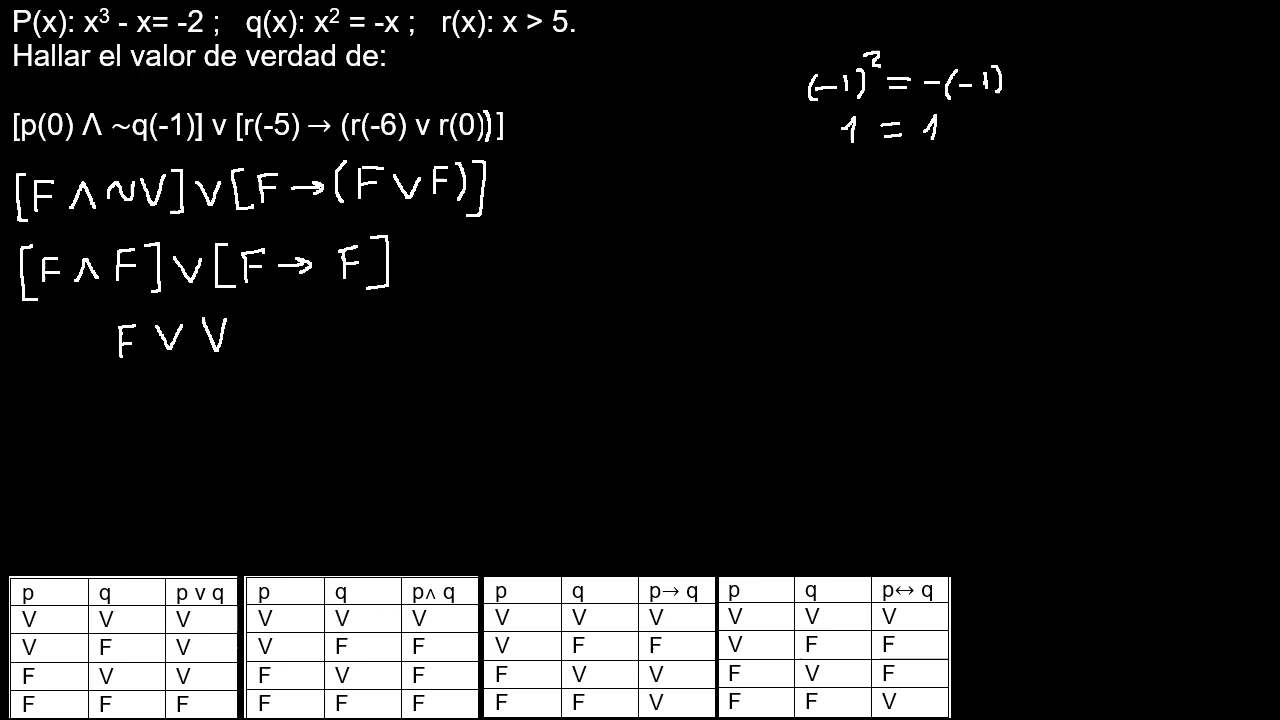 P(x): x³ - x= -2 ; q(x): x² = -x ; r(x): x > 5.
Hallar el valor de verdad de:
(-1)² = -(-1)
1 = 1
[p(0) Λ ~q(-1)] v [r(-5) → (r(-6) v r(0))]
[F ∧ ~V] ∨ [F → (F ∨ F)]
[F ∧ F] ∨ [F → F]
F ∨ V
p q p v q p q p∧ q p q p→ q p q p↔ q
V V V V V V V V V V V V
V F V V F F V F F V F F
F V V F V F F V V F V F
F F F F F F F F V F F V